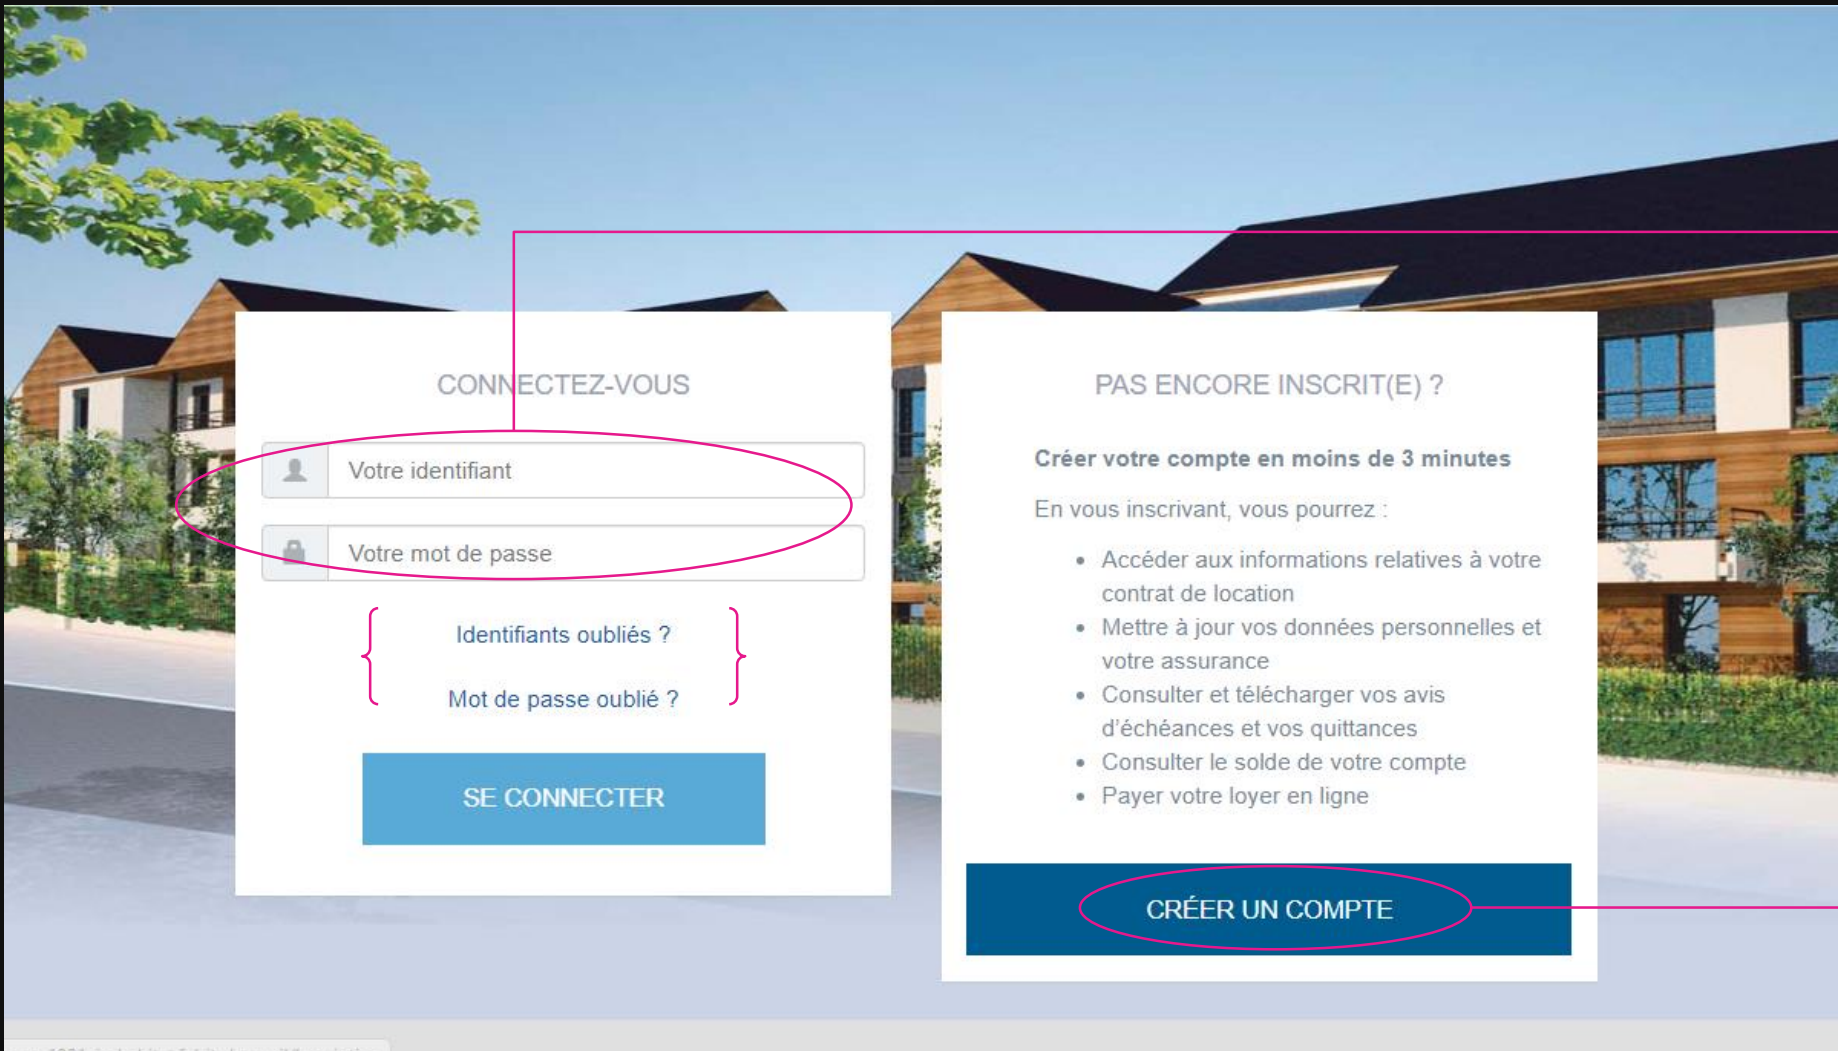 CONNECTEZ-VOUS
Votre identifiant
Votre mot de passe
Identifiants oubliés ?
Mot de passe oublié ?
SE CONNECTER
PAS ENCORE INSCRIT(E) ?
Créer votre compte en moins de 3 minutes
En vous inscrivant, vous pourrez :
• Accéder aux informations relatives à votre
contrat de location
• Mettre à jour vos données personnelles et
votre assurance
• Consulter et télécharger vos avis
d'échéances et vos quittances
• Consulter le solde de votre compte
• Payer votre loyer en ligne
CRÉER UN COMPTE